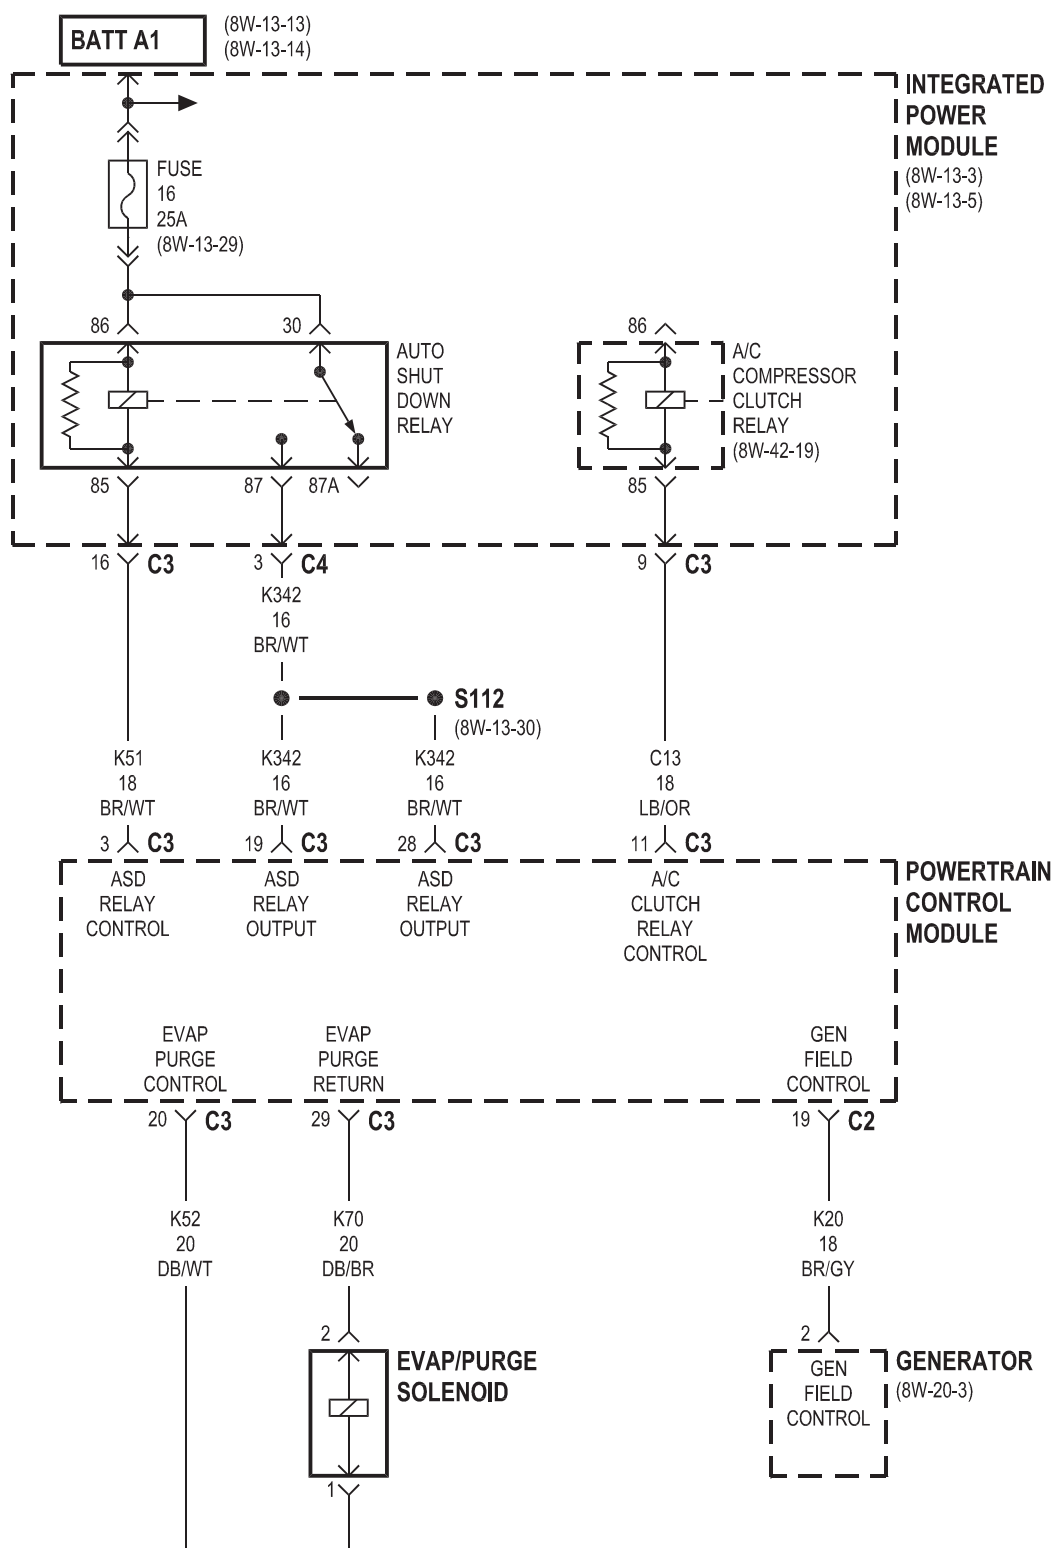 BATT A1
(8W-13-13)
(8W-13-14)
INTEGRATED
POWER
MODULE
(8W-13-3)
(8W-13-5)
FUSE
16
25A
(8W-13-29)
86
30
86
AUTO
SHUT
DOWN
RELAY
A/C
COMPRESSOR
CLUTCH
RELAY
(8W-42-19)
85
87
87A
85
16 C3
3 C4
9 C3
K342
16
BR/WT
S112
(8W-13-30)
K51
18
BR/WT
K342
16
BR/WT
K342
16
BR/WT
C13
18
LB/OR
3 C3
19 C3
28 C3
11 C3
POWERTRAIN
CONTROL
MODULE
ASD
RELAY
CONTROL
ASD
RELAY
OUTPUT
ASD
RELAY
OUTPUT
A/C
CLUTCH
RELAY
CONTROL
EVAP
PURGE
CONTROL
EVAP
PURGE
RETURN
GEN
FIELD
CONTROL
20 C3
29 C3
19 C2
K52
20
DB/WT
K70
20
DB/BR
K20
18
BR/GY
2
2
EVAP/PURGE
SOLENOID
GEN
FIELD
CONTROL
GENERATOR
(8W-20-3)
1